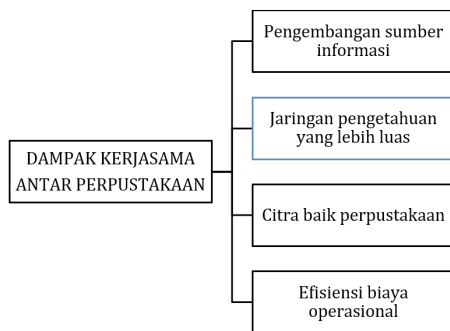 Pengembangan sumber
informasi
Jaringan pengetahuan
yang lebih luas
DAMPAK KERJASAMA
ANTAR PERPUSTAKAAN
Citra baik perpustakaan
Efisiensi biaya
operasional